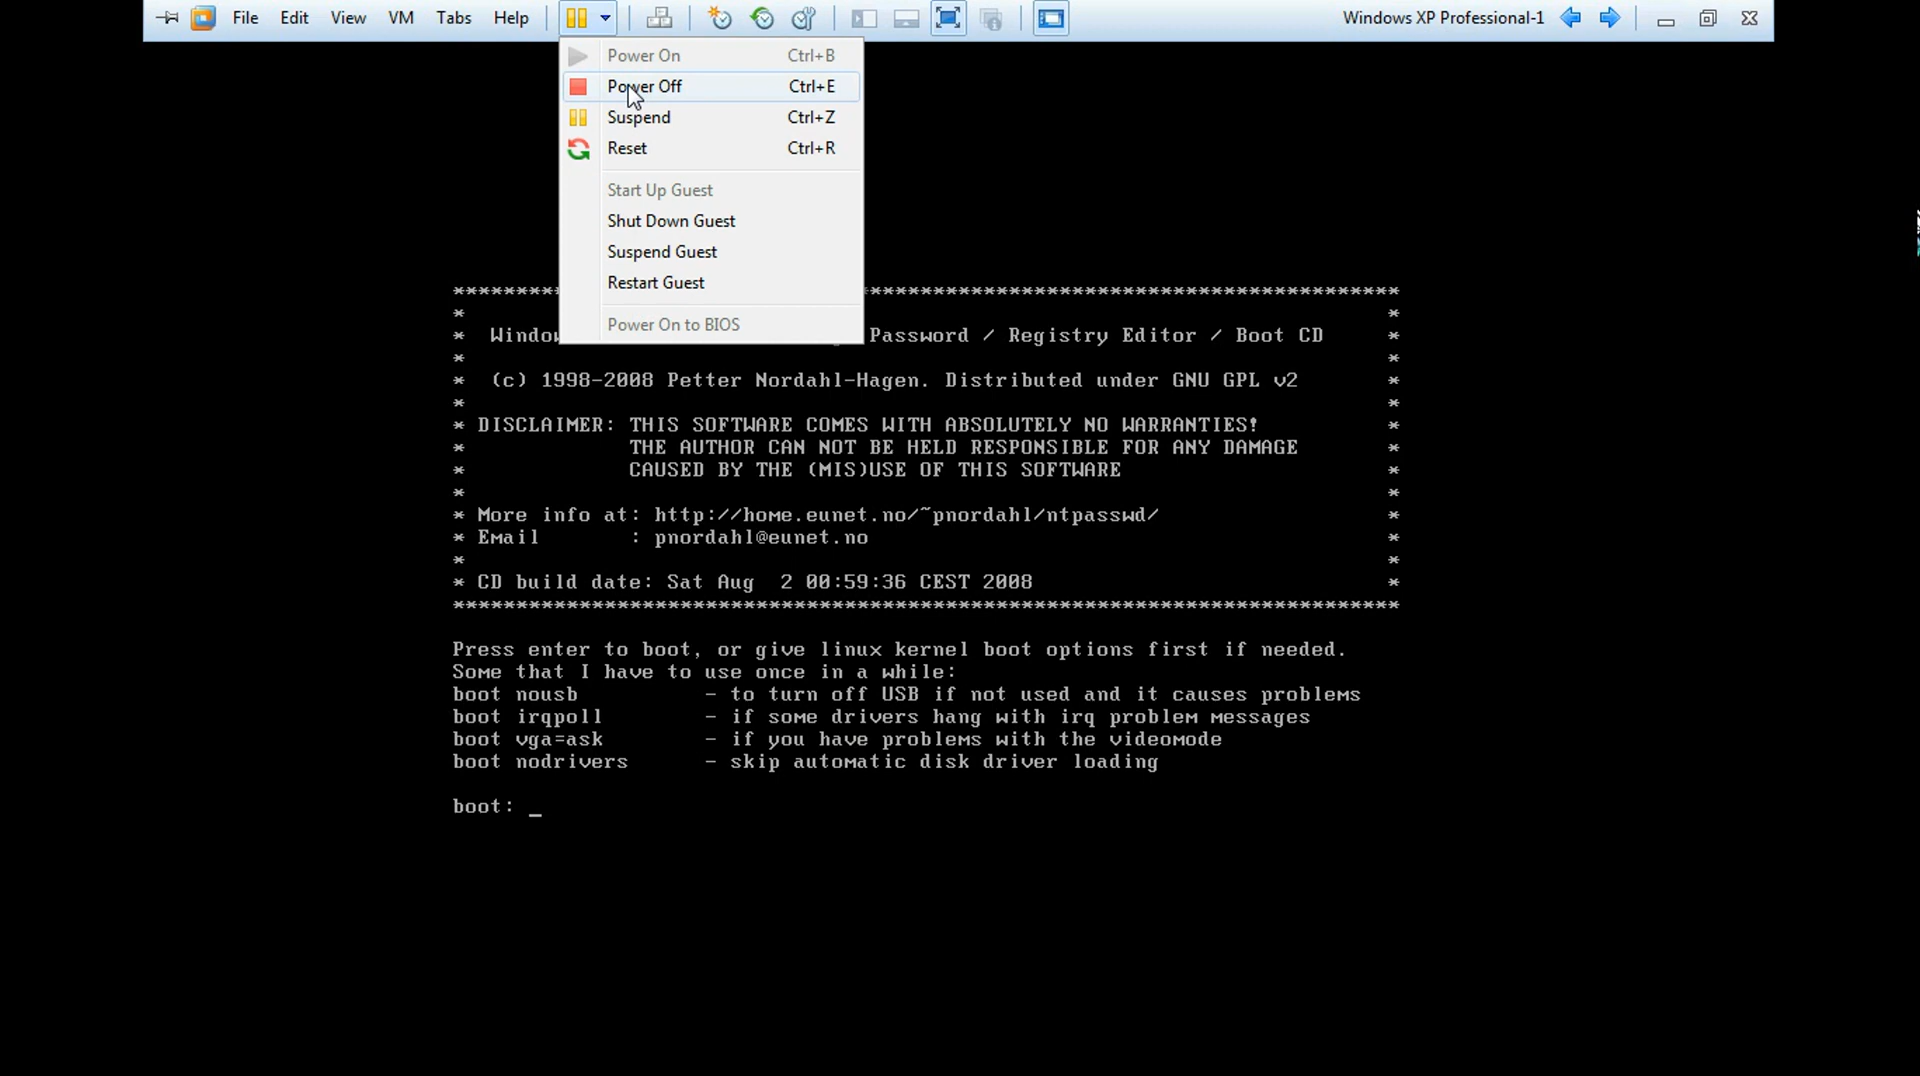 File Edit View VM Tabs Help Windows XP Professional-1
Power On Ctrl+B
Power Off Ctrl+E
Suspend Ctrl+Z
Reset Ctrl+R
Start Up Guest
Shut Down Guest
Suspend Guest
Restart Guest
Power On to BIOS
*******************************************************************
* *
* Windo Password / Registry Editor / Boot CD *
* *
* (c) 1998-2008 Petter Nordahl-Hagen. Distributed under GNU GPL v2 *
* *
* DISCLAIMER: THIS SOFTWARE COMES WITH ABSOLUTELY NO WARRANTIES! *
* THE AUTHOR CAN NOT BE HELD RESPONSIBLE FOR ANY DAMAGE *
* CAUSED BY THE (MIS)USE OF THIS SOFTWARE *
* *
* More info at: http://home.eunet.no/~pnordahl/ntpasswd/ *
* Email : pnordahl@eunet.no *
* *
* CD build date: Sat Aug 2 00:59:36 CEST 2008 *
***************************************************************************
Press enter to boot, or give linux kernel boot options first if needed.
Some that I have to use once in a while:
boot nousb - to turn off USB if not used and it causes problems
boot irqpoll - if some drivers hang with irq problem messages
boot vga=ask - if you have problems with the videomode
boot nodrivers - skip automatic disk driver loading
boot: _